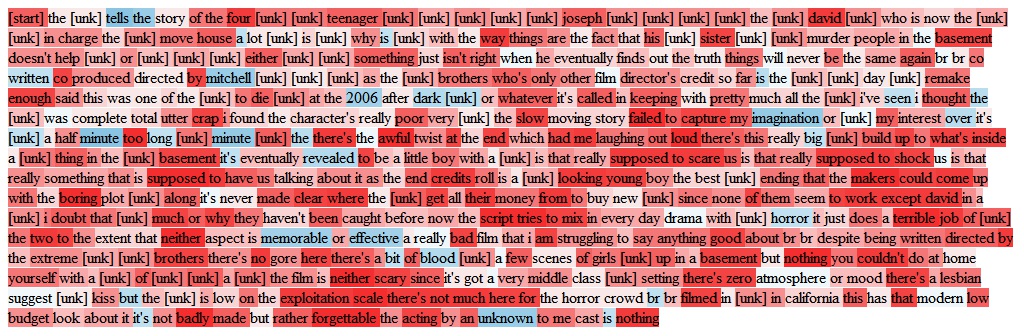 [start] the [unk] tells the story of the four [unk] [unk] teenager [unk] [unk] [unk] [unk] [unk] joseph [unk] [unk] [unk] [unk] the [unk] david [unk] who is now the [unk]
[unk] in charge the [unk] move house a lot [unk] is [unk] why is [unk] with the way things are the fact that his [unk] sister [unk] [unk] murder people in the basement
doesn't help [unk] or [unk] [unk] [unk] either [unk] [unk] something just isn't right when he eventually finds out the truth things will never be the same again br br co
written co produced directed by mitchell [unk] [unk] [unk] as the [unk] brothers who's only other film director's credit so far is the [unk] [unk] day [unk] remake
enough said this was one of the [unk] to die [unk] at the 2006 after dark [unk] or whatever it's called in keeping with pretty much all the [unk] i've seen i thought the
[unk] was complete total utter crap i found the character's really poor very [unk] the slow moving story failed to capture my imagination or [unk] my interest over it's
[unk] a half minute too long [unk] minute [unk] the there's the awful twist at the end which had me laughing out loud there's this really big [unk] build up to what's inside
a [unk] thing in the [unk] basement it's eventually revealed to be a little boy with a [unk] is that really supposed to scare us is that really supposed to shock us is that
really something that is supposed to have us talking about it as the end credits roll is a [unk] looking young boy the best [unk] ending that the makers could come up
with the boring plot [unk] along it's never made clear where the [unk] get all their money from to buy new [unk] since none of them seem to work except david in a
[unk] i doubt that [unk] much or why they haven't been caught before now the script tries to mix in every day drama with [unk] horror it just does a terrible job of [unk]
the two to the extent that neither aspect is memorable or effective a really bad film that i am struggling to say anything good about br br despite being written directed by
the extreme [unk] [unk] brothers there's no gore here there's a bit of blood [unk] a few scenes of girls [unk] up in a basement but nothing you couldn't do at home
yourself with a [unk] of [unk] [unk] a [unk] the film is neither scary since it's got a very middle class [unk] setting there's zero atmosphere or mood there's a lesbian
suggest [unk] kiss but the [unk] is low on the exploitation scale there's not much here for the horror crowd br br filmed in [unk] in california this has that modern low
budget look about it it's not badly made but rather forgettable the acting by an unknown to me cast is nothing